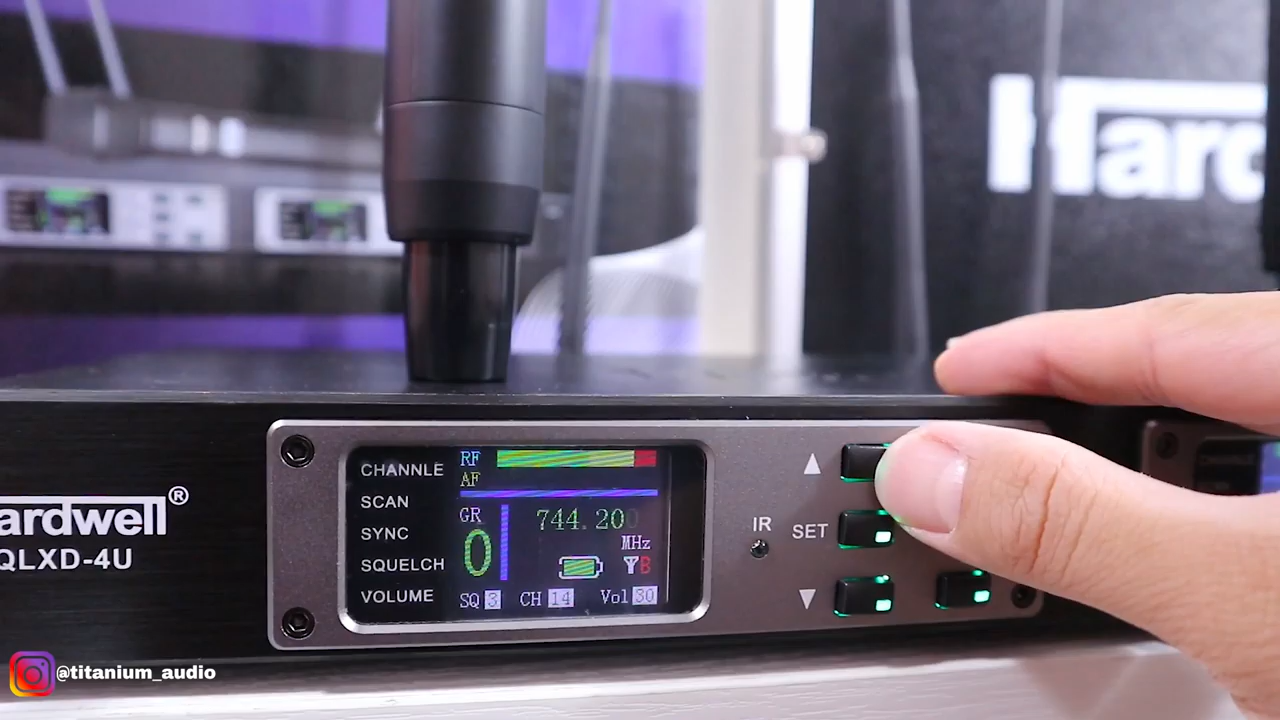 Hard
ardwell®
QLXD-4U
CHANNLE
SCAN
SYNC
SQUELCH
VOLUME
RF
AF
GR
0
744.200
MHz
B
SQ 3 CH 14 Vol 30
IR
SET
@titanium_audio